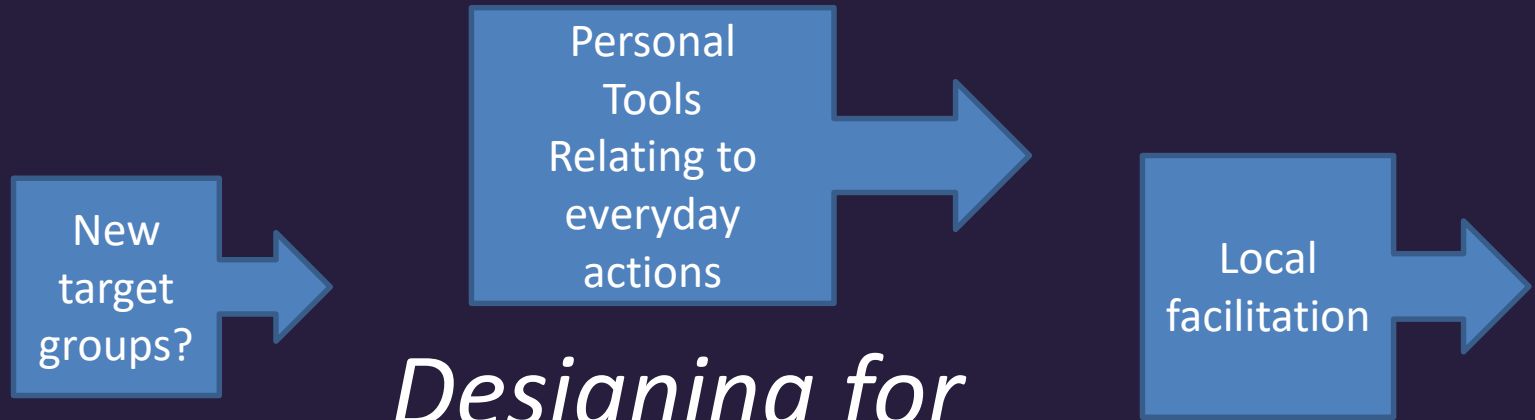 New
target
groups?
Personal
Tools
Relating to
everyday
actions
Local
facilitation
Designing for